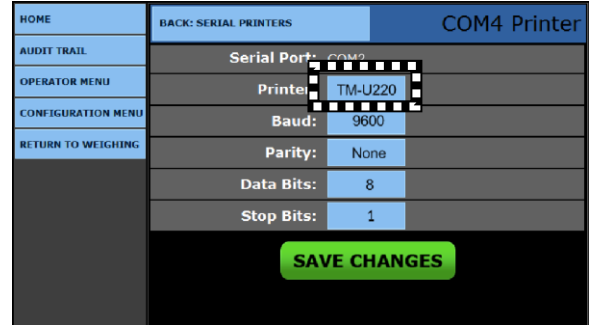 HOME
BACK: SERIAL PRINTERS
COM4 Printer
AUDIT TRAIL
Serial Port: COM2
OPERATOR MENU
Printer TM-U220
CONFIGURATION MENU
Baud: 9600
RETURN TO WEIGHING
Parity: None
Data Bits: 8
Stop Bits: 1
SAVE CHANGES